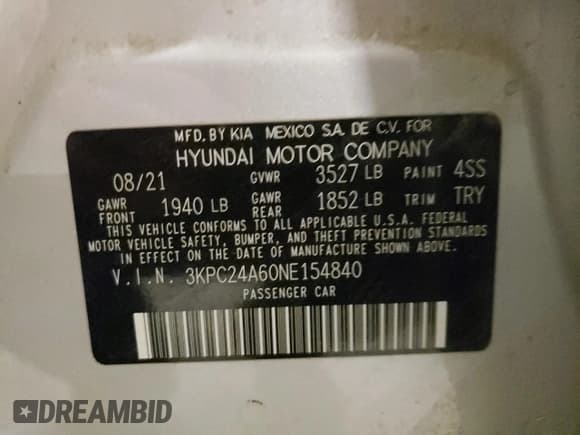 MFD. BY KIA MEXICO S.A. DE C.V. FOR
HYUNDAI MOTOR COMPANY
08/21 GVWR 3527 LB PAINT 4SS
GAWR FRONT 1940 LB GAWR REAR 1852 LB TRIM TRY
THIS VEHICLE CONFORMS TO ALL APPLICABLE U.S.A. FEDERAL
MOTOR VEHICLE SAFETY, BUMPER, AND THEFT PREVENTION STANDARDS
IN EFFECT ON THE DATE OF MANUFACTURE SHOWN ABOVE.
V.I.N. 3KPC24A60NE154840
PASSENGER CAR
DREAMBID